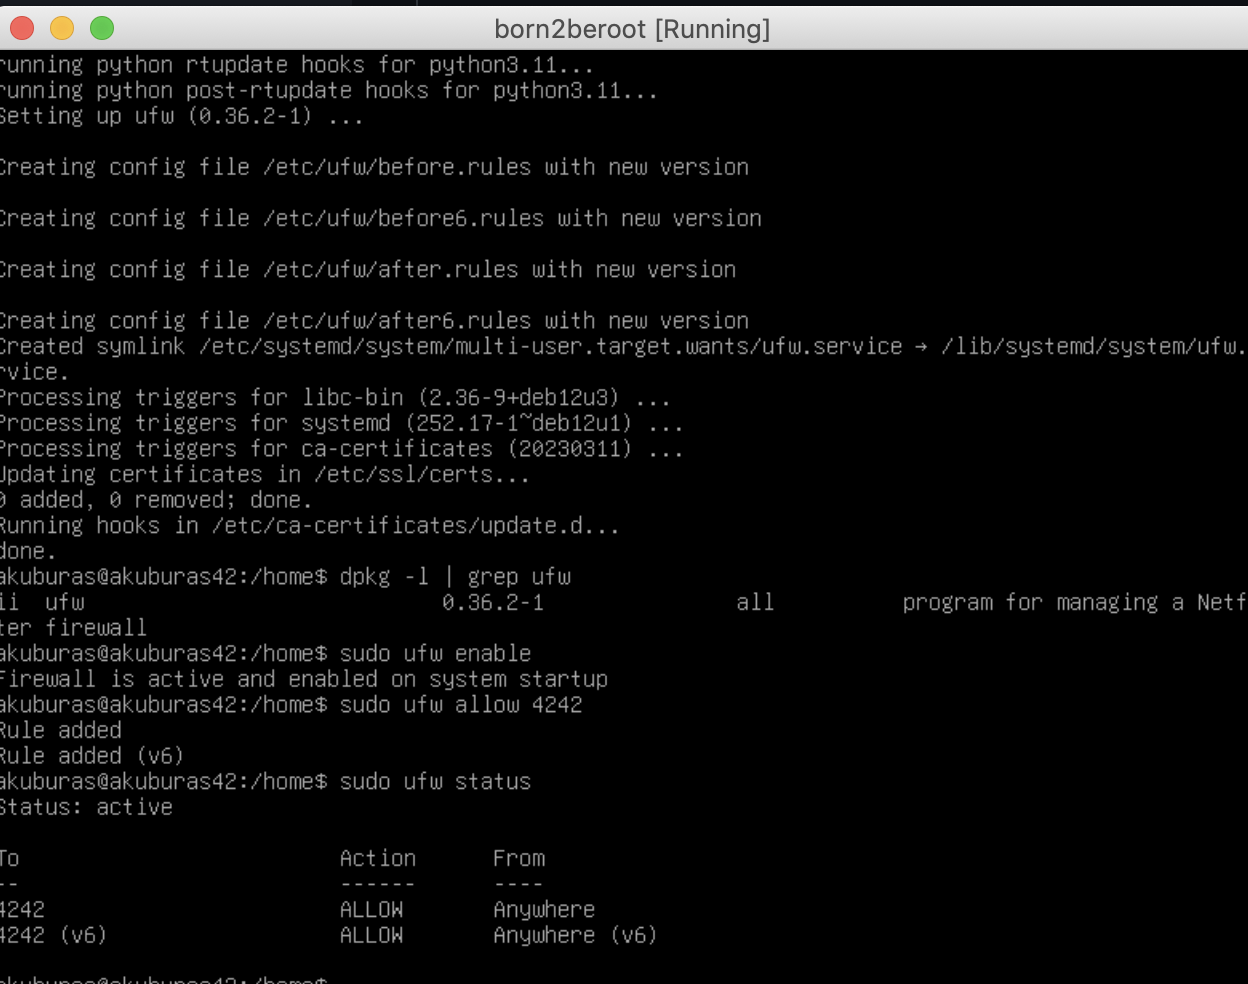 born2beroot [Running]
running python rtupdate hooks for python3.11...
running python post-rtupdate hooks for python3.11...
Setting up ufw (0.36.2-1) ...
Creating config file /etc/ufw/before.rules with new version
Creating config file /etc/ufw/before6.rules with new version
Creating config file /etc/ufw/after.rules with new version
Creating config file /etc/ufw/after6.rules with new version
Created symlink /etc/systemd/system/multi-user.target.wants/ufw.service → /lib/systemd/system/ufw.
rvice.
Processing triggers for libc-bin (2.36-9+deb12u3) ...
Processing triggers for systemd (252.17-1~deb12u1) ...
Processing triggers for ca-certificates (20230311) ...
Updating certificates in /etc/ssl/certs...
0 added, 0 removed; done.
Running hooks in /etc/ca-certificates/update.d...
done.
akuburas@akuburas42:/home$ dpkg -l | grep ufw
ii  ufw                            0.36.2-1               all          program for managing a Netf
ter firewall
akuburas@akuburas42:/home$ sudo ufw enable
Firewall is active and enabled on system startup
akuburas@akuburas42:/home$ sudo ufw allow 4242
Rule added
Rule added (v6)
akuburas@akuburas42:/home$ sudo ufw status
Status: active
To                         Action      From
--                         ------      ----
4242                       ALLOW       Anywhere
4242 (v6)                  ALLOW       Anywhere (v6)
akuburas@akuburas42:/home$